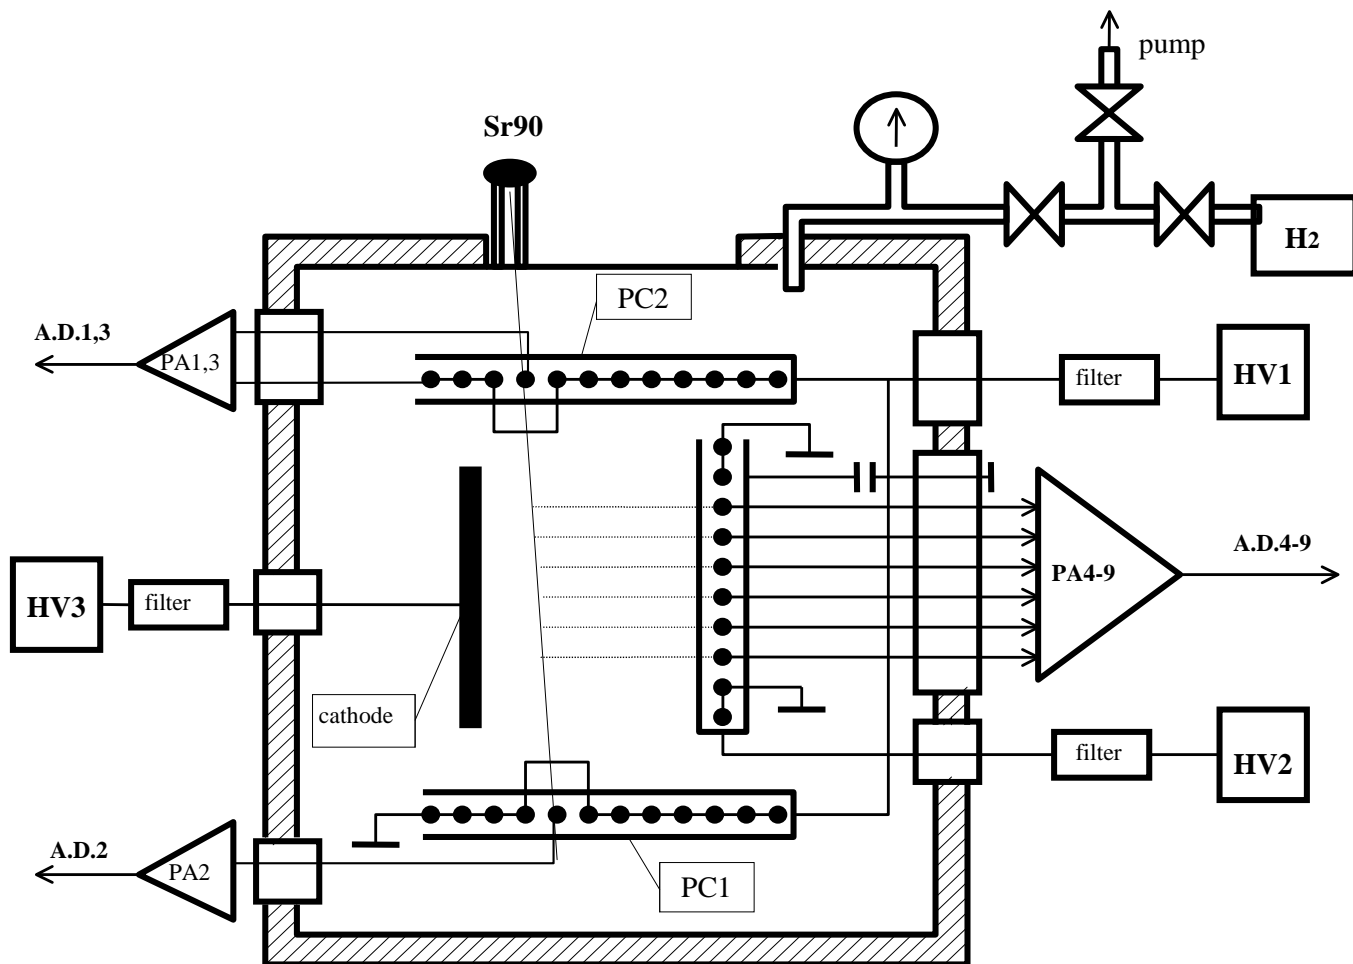 pump
Sr90
H2
PC2
A.D.1,3
PA1,3
filter
HV1
A.D.4-9
PA4-9
HV3
filter
cathode
filter
HV2
A.D.2
PA2
PC1